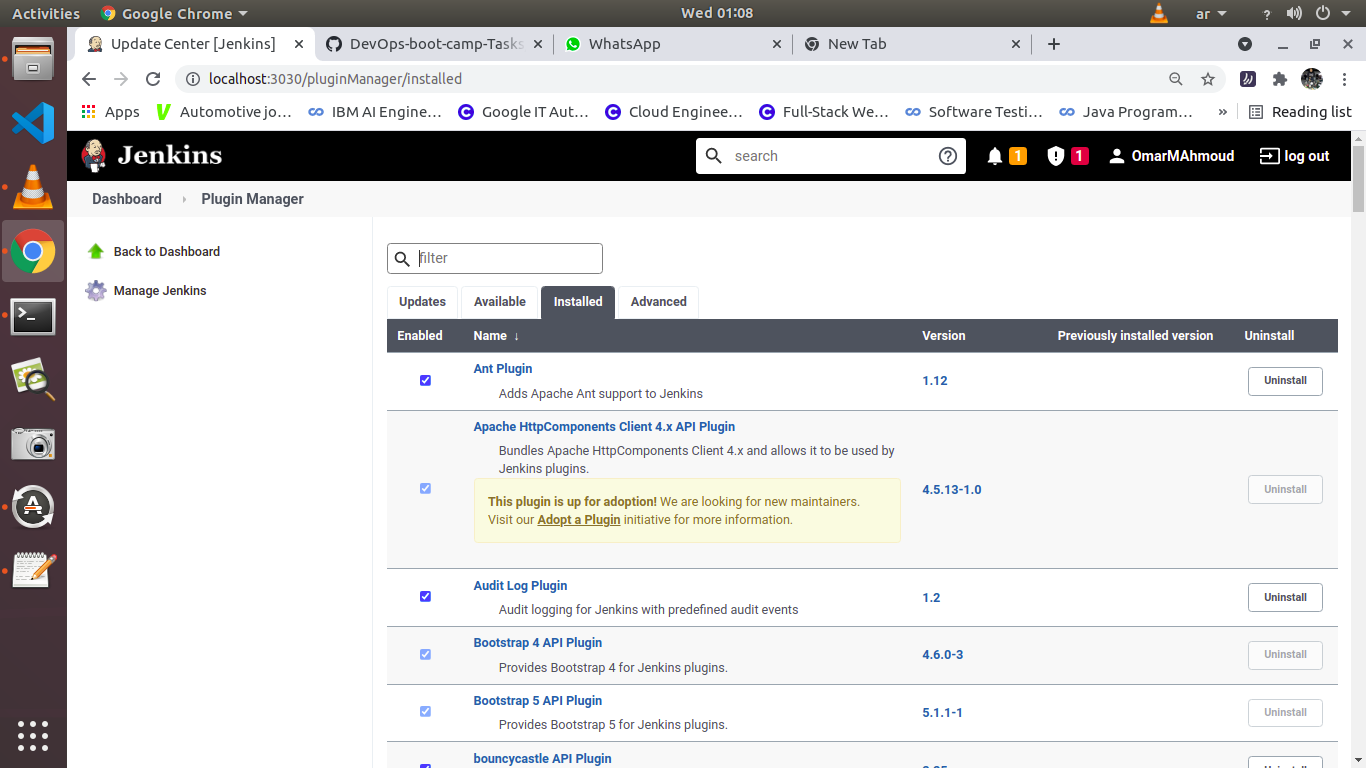 Activities Google Chrome Wed 01:08 ar ?
Update Center [Jenkins] DevOps-boot-camp-Tasks WhatsApp New Tab
localhost:3030/pluginManager/installed
Apps Automotive jo... IBM AI Engine... Google IT Aut... Cloud Enginee... Full-Stack We... Software Testi... Java Program... » Reading list
Jenkins search 1 1 OmarMAhmoud log out
Dashboard Plugin Manager
Back to Dashboard
Manage Jenkins
filter
Updates Available Installed Advanced
Enabled Name ↓ Version Previously installed version Uninstall
Ant Plugin
Adds Apache Ant support to Jenkins
1.12 Uninstall
Apache HttpComponents Client 4.x API Plugin
Bundles Apache HttpComponents Client 4.x and allows it to be used by
Jenkins plugins.
This plugin is up for adoption! We are looking for new maintainers.
Visit our Adopt a Plugin initiative for more information.
4.5.13-1.0 Uninstall
Audit Log Plugin
Audit logging for Jenkins with predefined audit events
1.2 Uninstall
Bootstrap 4 API Plugin
Provides Bootstrap 4 for Jenkins plugins.
4.6.0-3 Uninstall
Bootstrap 5 API Plugin
Provides Bootstrap 5 for Jenkins plugins.
5.1.1-1 Uninstall
bouncycastle API Plugin